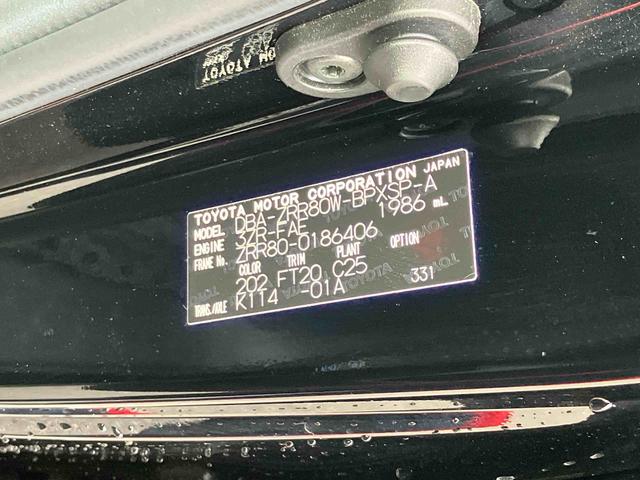 TOYOTA MOTOR CORPORATION JAPAN
MODEL DBA-ZRR80W-BPXSP-A
ENGINE 3ZR-FAE 1986 mL
FRAME No. ZRR80-0186406
COLOR TRIM PLANT OPTION
202 FT20 C25
TRANS./AXLE K114 -01A 331